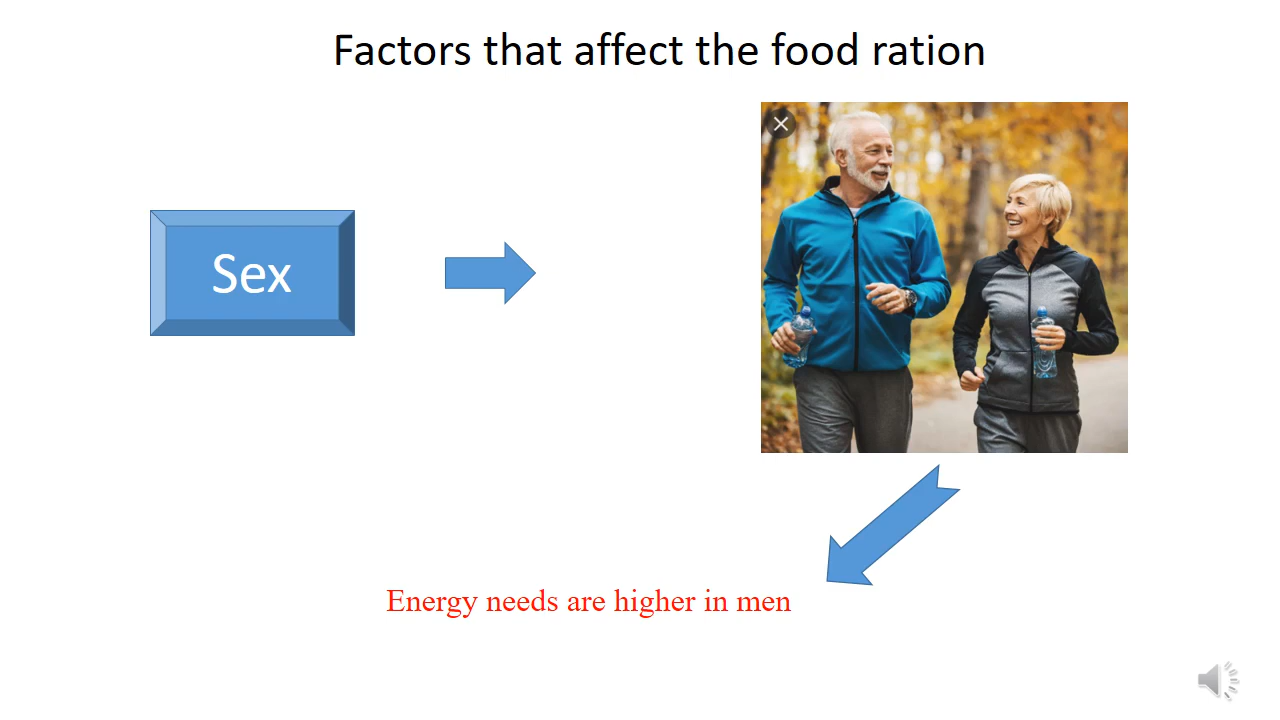 Factors that affect the food ration
Sex
Energy needs are higher in men